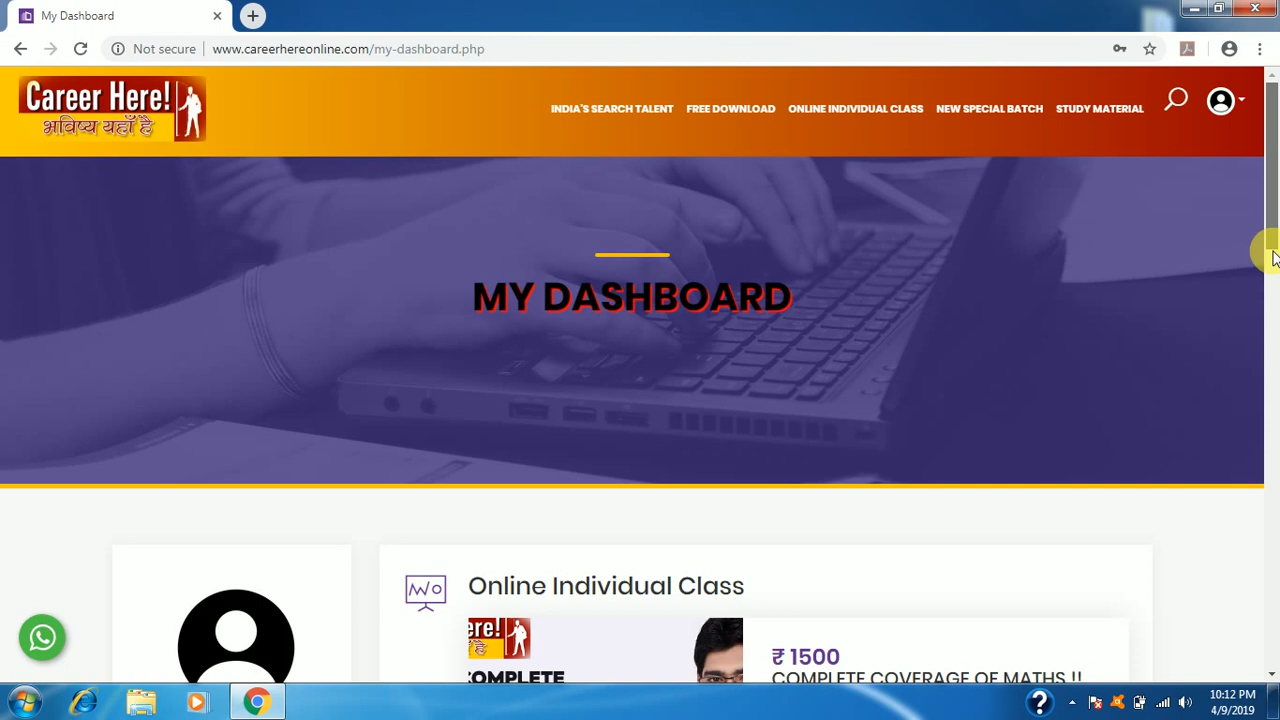 My Dashboard
Not secure
www.careerhereonline.com/my-dashboard.php
Career Here!
भविष्य यहाँ है
INDIA'S SEARCH TALENT
FREE DOWNLOAD
ONLINE INDIVIDUAL CLASS
NEW SPECIAL BATCH
STUDY MATERIAL
MY DASHBOARD
Online Individual Class
₹ 1500
COMPLETE COVERAGE OF MATHS !!
10:12 PM
4/9/2019